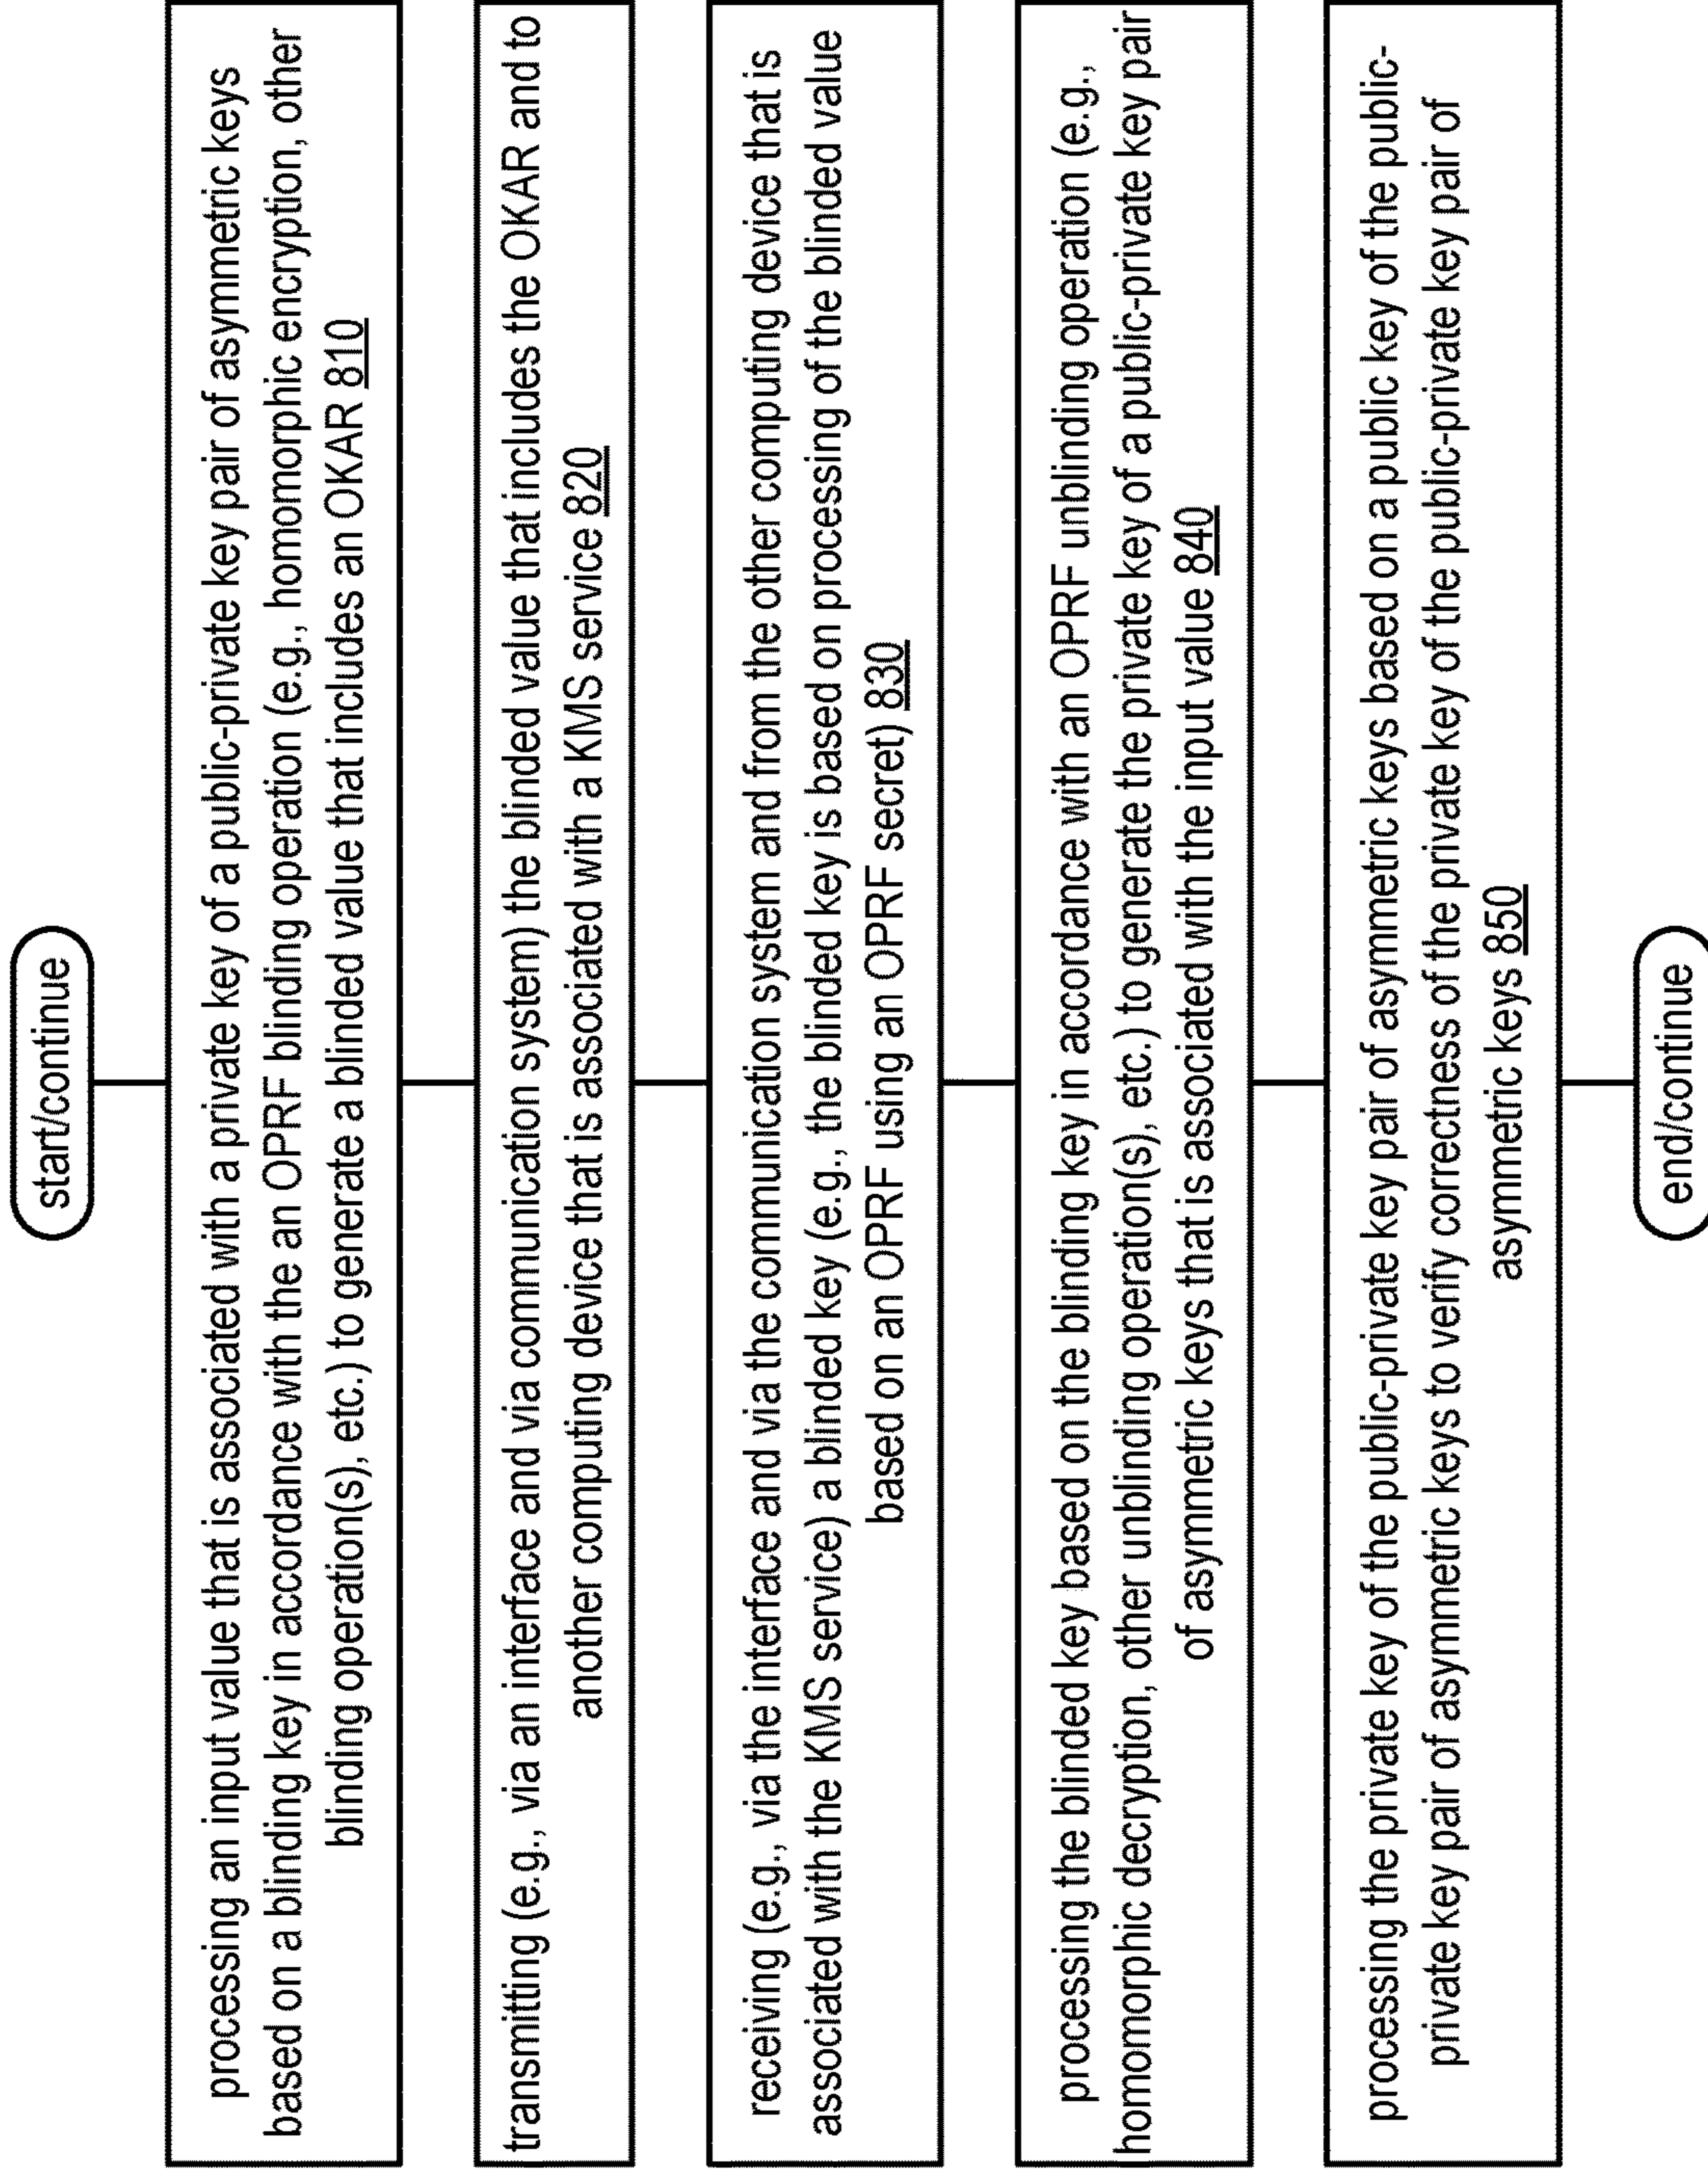 start/continue
processing an input value that is associated with a private key of a public-private key pair of asymmetric keys
based on a blinding key in accordance with the an OPRF blinding operation (e.g., homomorphic encryption, other
blinding operation(s), etc.) to generate a blinded value that includes an OKAR 810
transmitting (e.g., via an interface and via communication system) the blinded value that includes the OKAR and to
another computing device that is associated with a KMS service 820
receiving (e.g., via the interface and via the communication system and from the other computing device that is
associated with the KMS service) a blinded key (e.g., the blinded key is based on processing of the blinded value
based on an OPRF using an OPRF secret) 830
processing the blinded key based on the blinding key in accordance with an OPRF unblinding operation (e.g.,
homomorphic decryption, other unblinding operation(s), etc.) to generate the private key of a public-private key pair
of asymmetric keys that is associated with the input value 840
processing the private key of the public-private key pair of asymmetric keys based on a public key of the public-
private key pair of asymmetric keys to verify correctness of the private key of the public-private key pair of
asymmetric keys 850
end/continue